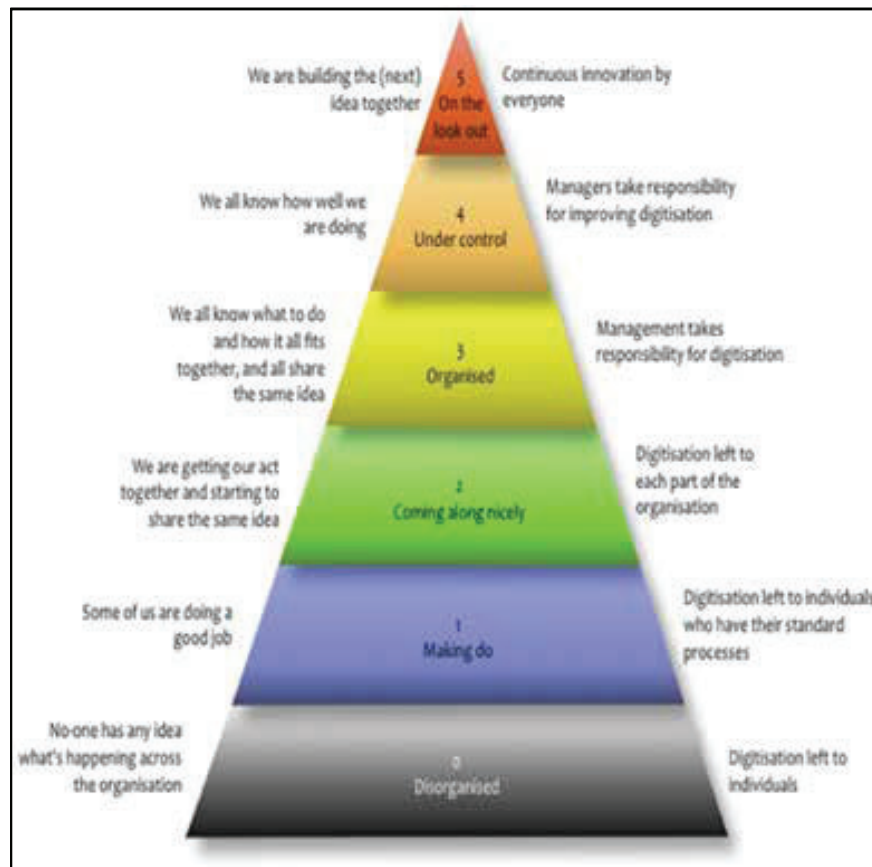 We are building the (next)
idea together
5
On the
look out
Continuous innovation by
everyone
We all know how well we
are doing
4
Under control
Managers take responsibility
for improving digitisation
We all know what to do
and how it all fits
together, and all share
the same idea
3
Organised
Management takes
responsibility for digitisation
We are getting our act
together and starting to
share the same idea
2
Coming along nicely
Digitisation left to
each part of the
organisation
Some of us are doing a
good job
1
Making do
Digitisation left to individuals
who have their standard
processes
No-one has any idea
what's happening across
the organisation
0
Disorganised
Digitisation left to
individuals